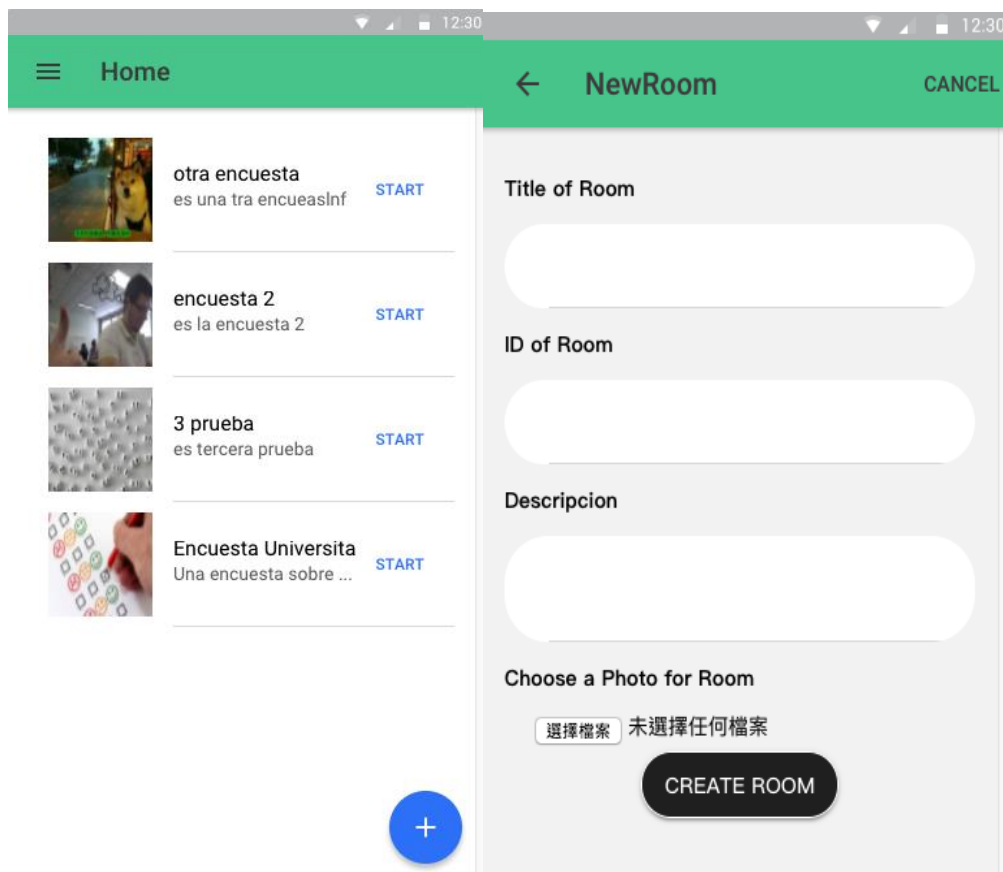 12:30
Home
otra encuesta
es una tra encueaslnf
START
encuesta 2
es la encuesta 2
START
3 prueba
es tercera prueba
START
Encuesta Universita
Una encuesta sobre ...
START
+
12:30
NewRoom
CANCEL
Title of Room
ID of Room
Descripcion
Choose a Photo for Room
選擇檔案 未選擇任何檔案
CREATE ROOM